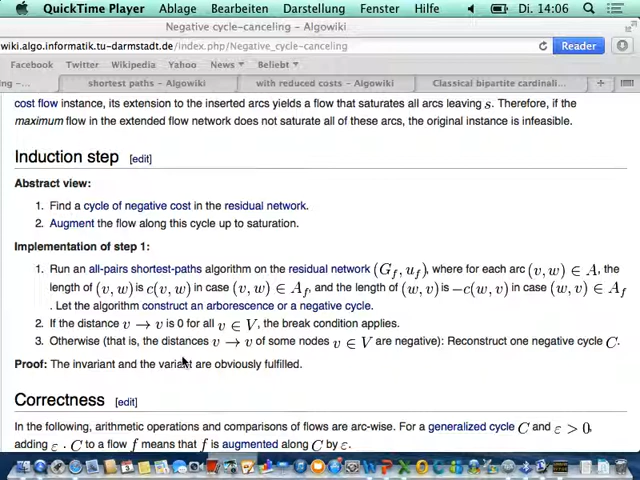 QuickTime Player Ablage Bearbeiten Darstellung Fenster Hilfe Di. 14:06
Negative cycle-canceling – Algowiki
wiki.algo.informatik.tu-darmstadt.de/index.php/Negative_cycle-canceling Reader
Facebook Twitter Wikipedia Yahoo News Beliebt
ing –... shortest paths - Algowiki with reduced costs – Algowiki Classical bipartite cardinali...
cost flow instance, its extension to the inserted arcs yields a flow that saturates all arcs leaving s. Therefore, if the
maximum flow in the extended flow network does not saturate all of these arcs, the original instance is infeasible.
Induction step [edit]
Abstract view:
1. Find a cycle of negative cost in the residual network.
2. Augment the flow along this cycle up to saturation.
Implementation of step 1:
1. Run an all-pairs shortest-paths algorithm on the residual network (G_f, u_f), where for each arc (v, w) ∈ A, the
length of (v, w) is c(v, w) in case (v, w) ∈ A_f, and the length of (w, v) is −c(w, v) in case (w, v) ∈ A_f
. Let the algorithm construct an arborescence or a negative cycle.
2. If the distance v → v is 0 for all v ∈ V, the break condition applies.
3. Otherwise (that is, the distances v → v of some nodes v ∈ V are negative): Reconstruct one negative cycle C.
Proof: The invariant and the variant are obviously fulfilled.
Correctness [edit]
In the following, arithmetic operations and comparisons of flows are arc-wise. For a generalized cycle C and ε > 0,
adding ε · C to a flow f means that f is augmented along C by ε.